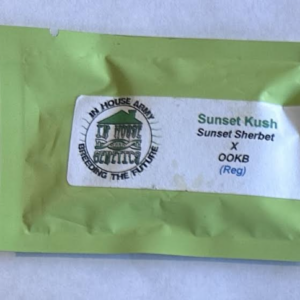 IN HOUSE ARMY
IN HOUSE
GENETICS
BREEDING THE FUTURE
Sunset Kush
Sunset Sherbet
X
OOKB
(Reg)